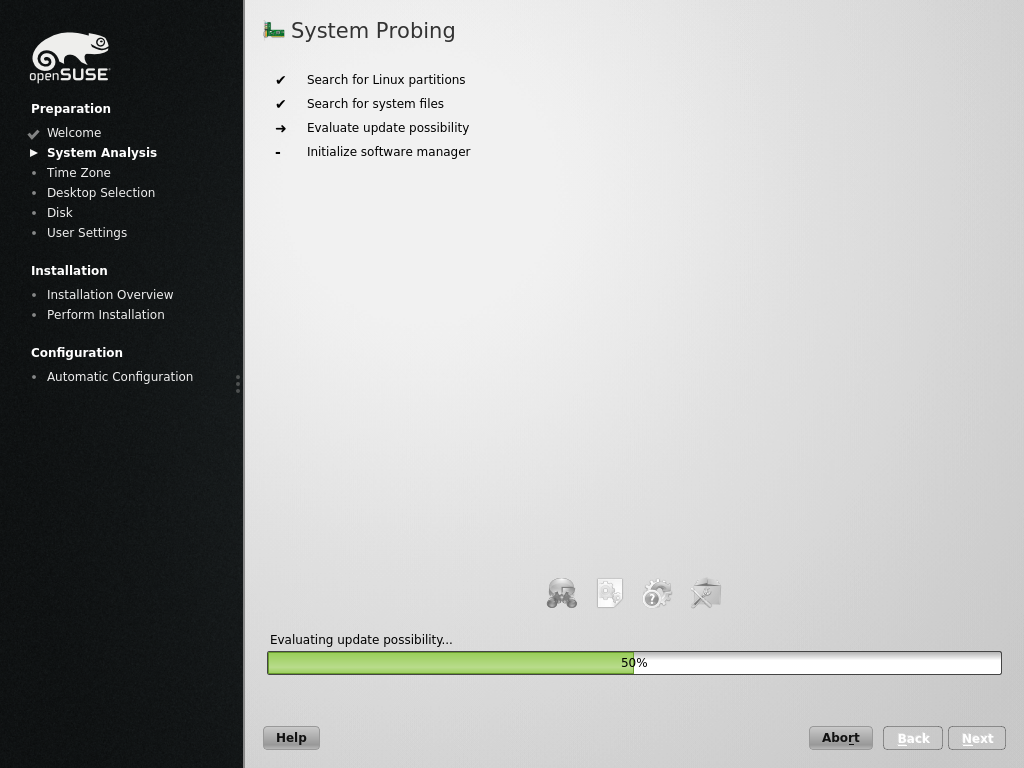 openSUSE
Preparation
Welcome
System Analysis
Time Zone
Desktop Selection
Disk
User Settings
Installation
Installation Overview
Perform Installation
Configuration
Automatic Configuration
System Probing
Search for Linux partitions
Search for system files
Evaluate update possibility
Initialize software manager
Evaluating update possibility...
50%
Help
Abort
Back
Next